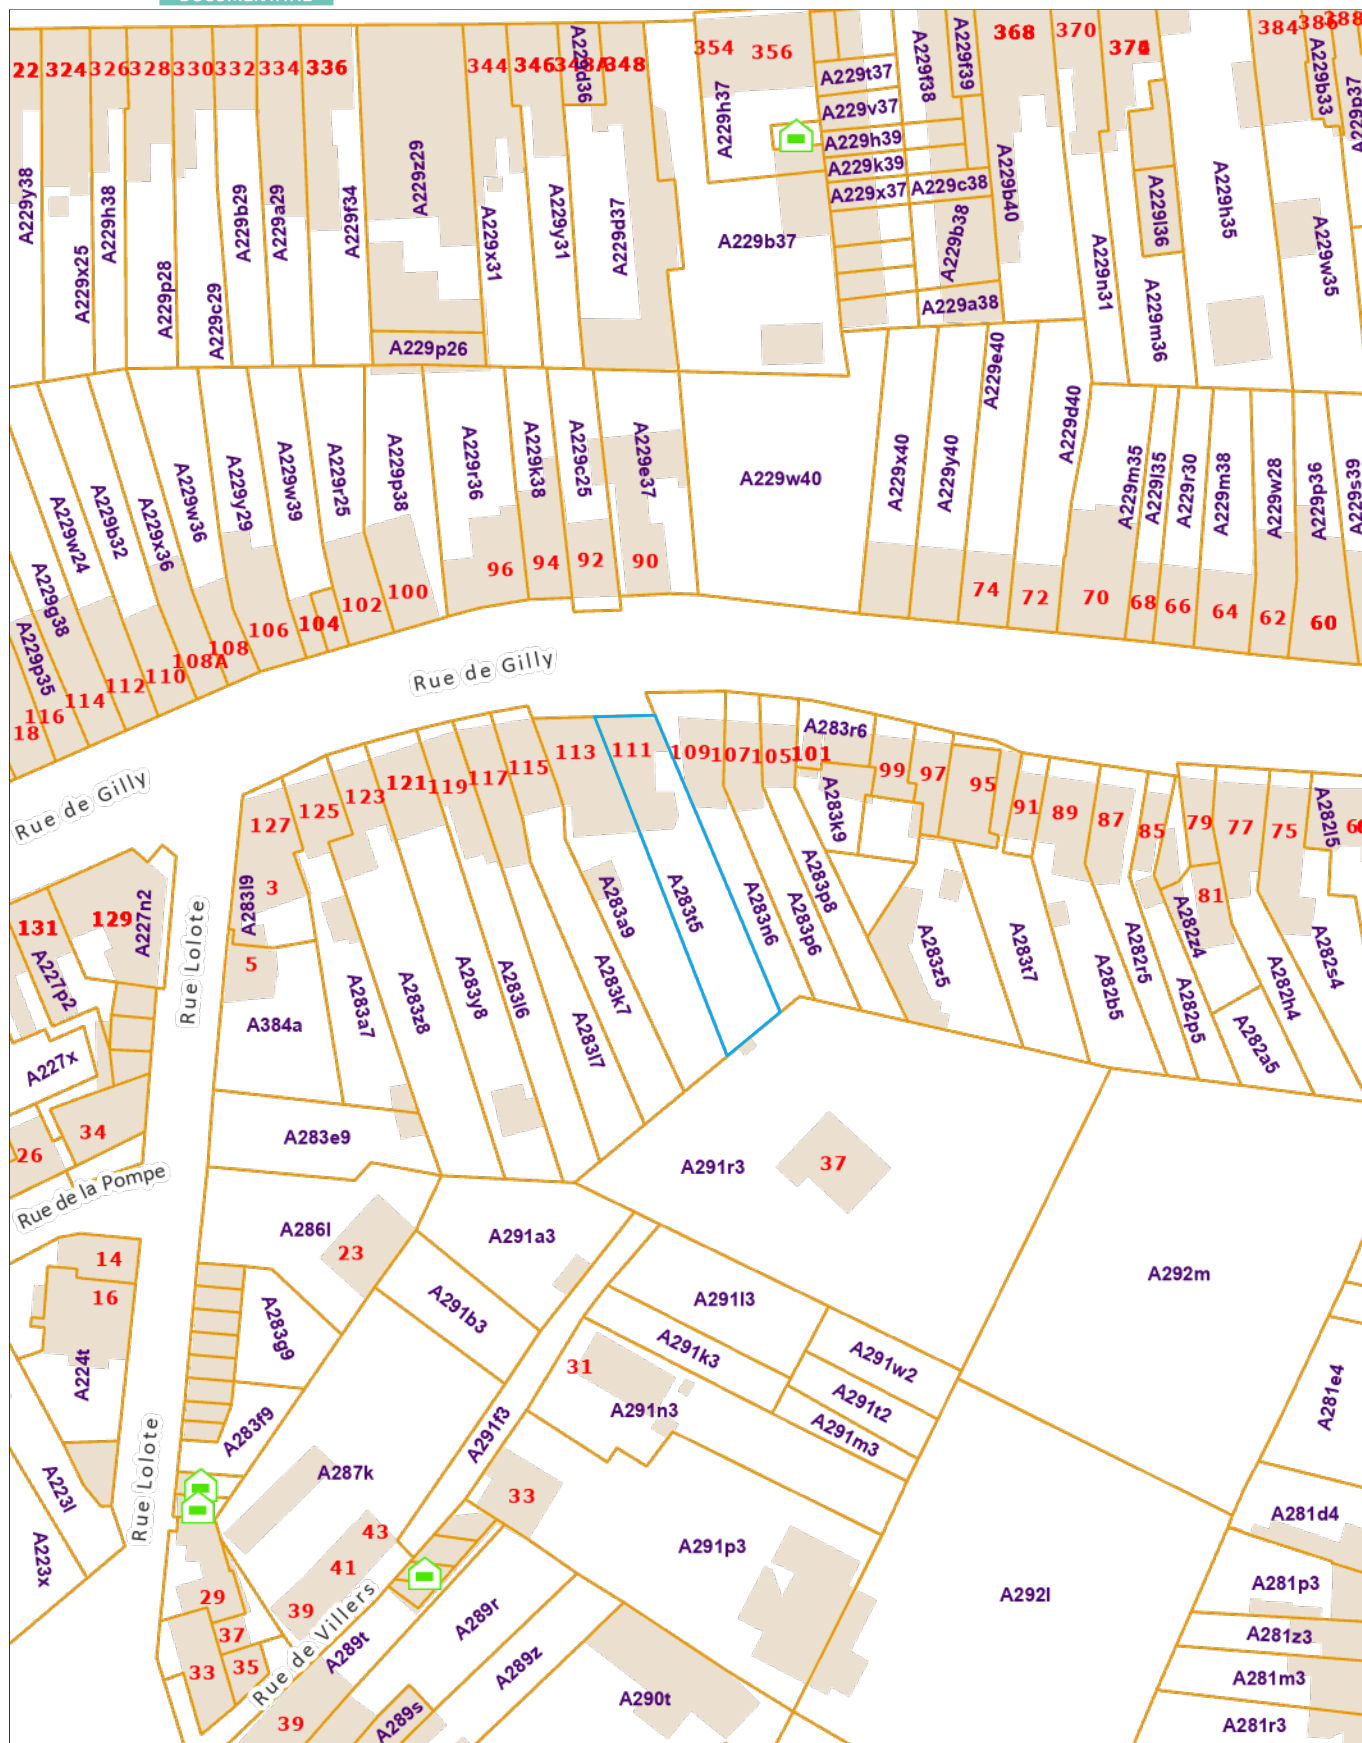 22 324 326 328 330 332 334 336 344 346 348A 348 354 356 368 370 374 384 386 388
A229d36 A229f38 A229f39 A229b33
A229t37
A229v37
A229h37
A229h39
A229k39
A229x37 A229c38
A229y38 A229x25 A229h38 A229p28 A229c29 A229b29 A229a29 A229f34 A229z29 A229x31 A229y31 A229d37
A229b37
A229b38 A229b40 A229n31 A229l36 A229m36 A229h35 A229w35
A229a38
A229p26
A229p35 A229g38 A229w24 A229b32 A229x36 A229w36 A229y29 A229w39 A229r25 A229p38 A229r36 A229k38 A229c25 A229e37
A229w40
A229x40 A229y40 A229e40 A229d40 A229m35 A229l35 A229r30 A229m38 A229w28 A229p36 A229s39
18 116 114 112 110 108A 108 106 104 102 100 96 94 92 90
74 72 70 68 66 64 62 60
Rue de Gilly
Rue de Gilly
127 125 123 121 119 117 115 113 111 109 107 105 101 99 97 95 91 89 87 85 79 77 75
A283r6
A283k9
A282l5
3
A283l9
81
131 129
A227n2
A227p2
Rue Lolote
5
A384a
A283a7 A283z8 A283y8 A283l6 A283l7 A283k7 A283a9 A283t5 A283n6 A283p6 A283p8 A283z5 A283t7 A282b5 A282r5 A282p5 A282z4 A282a5 A282h4 A282s4
A227x
34
26
Rue de la Pompe
A283e9
A291r3
37
A286l
23
A291a3
A291b3
14
16
A224t
A283g9
A283f9
A292m
A291l3
A291k3
A291w2
A291t2
A291m3
31
A291n3
A291f3
A281e4
A287k
Rue Lolote
A223l
A223x
33
43
41
39
A291p3
A292l
A281d4
A281p3
A281z3
A281m3
A281r3
29
37
35
33
Rue de Villers
A289t
A289r
A289z
A289s
A290t
39